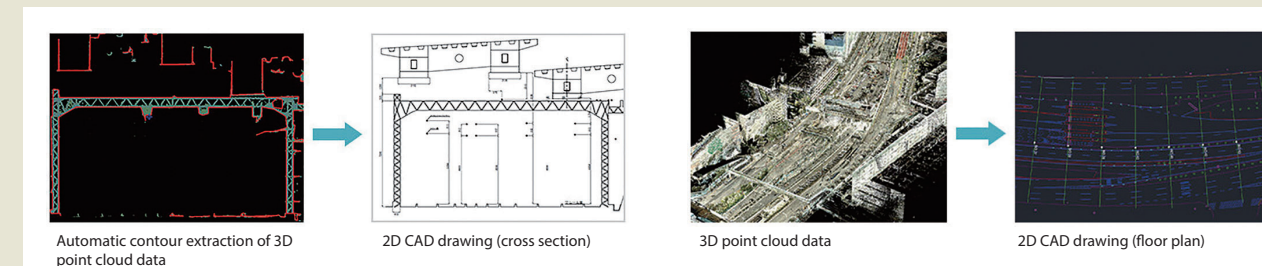 Automatic contour extraction of 3D
point cloud data
2D CAD drawing (cross section)
3D point cloud data
2D CAD drawing (floor plan)